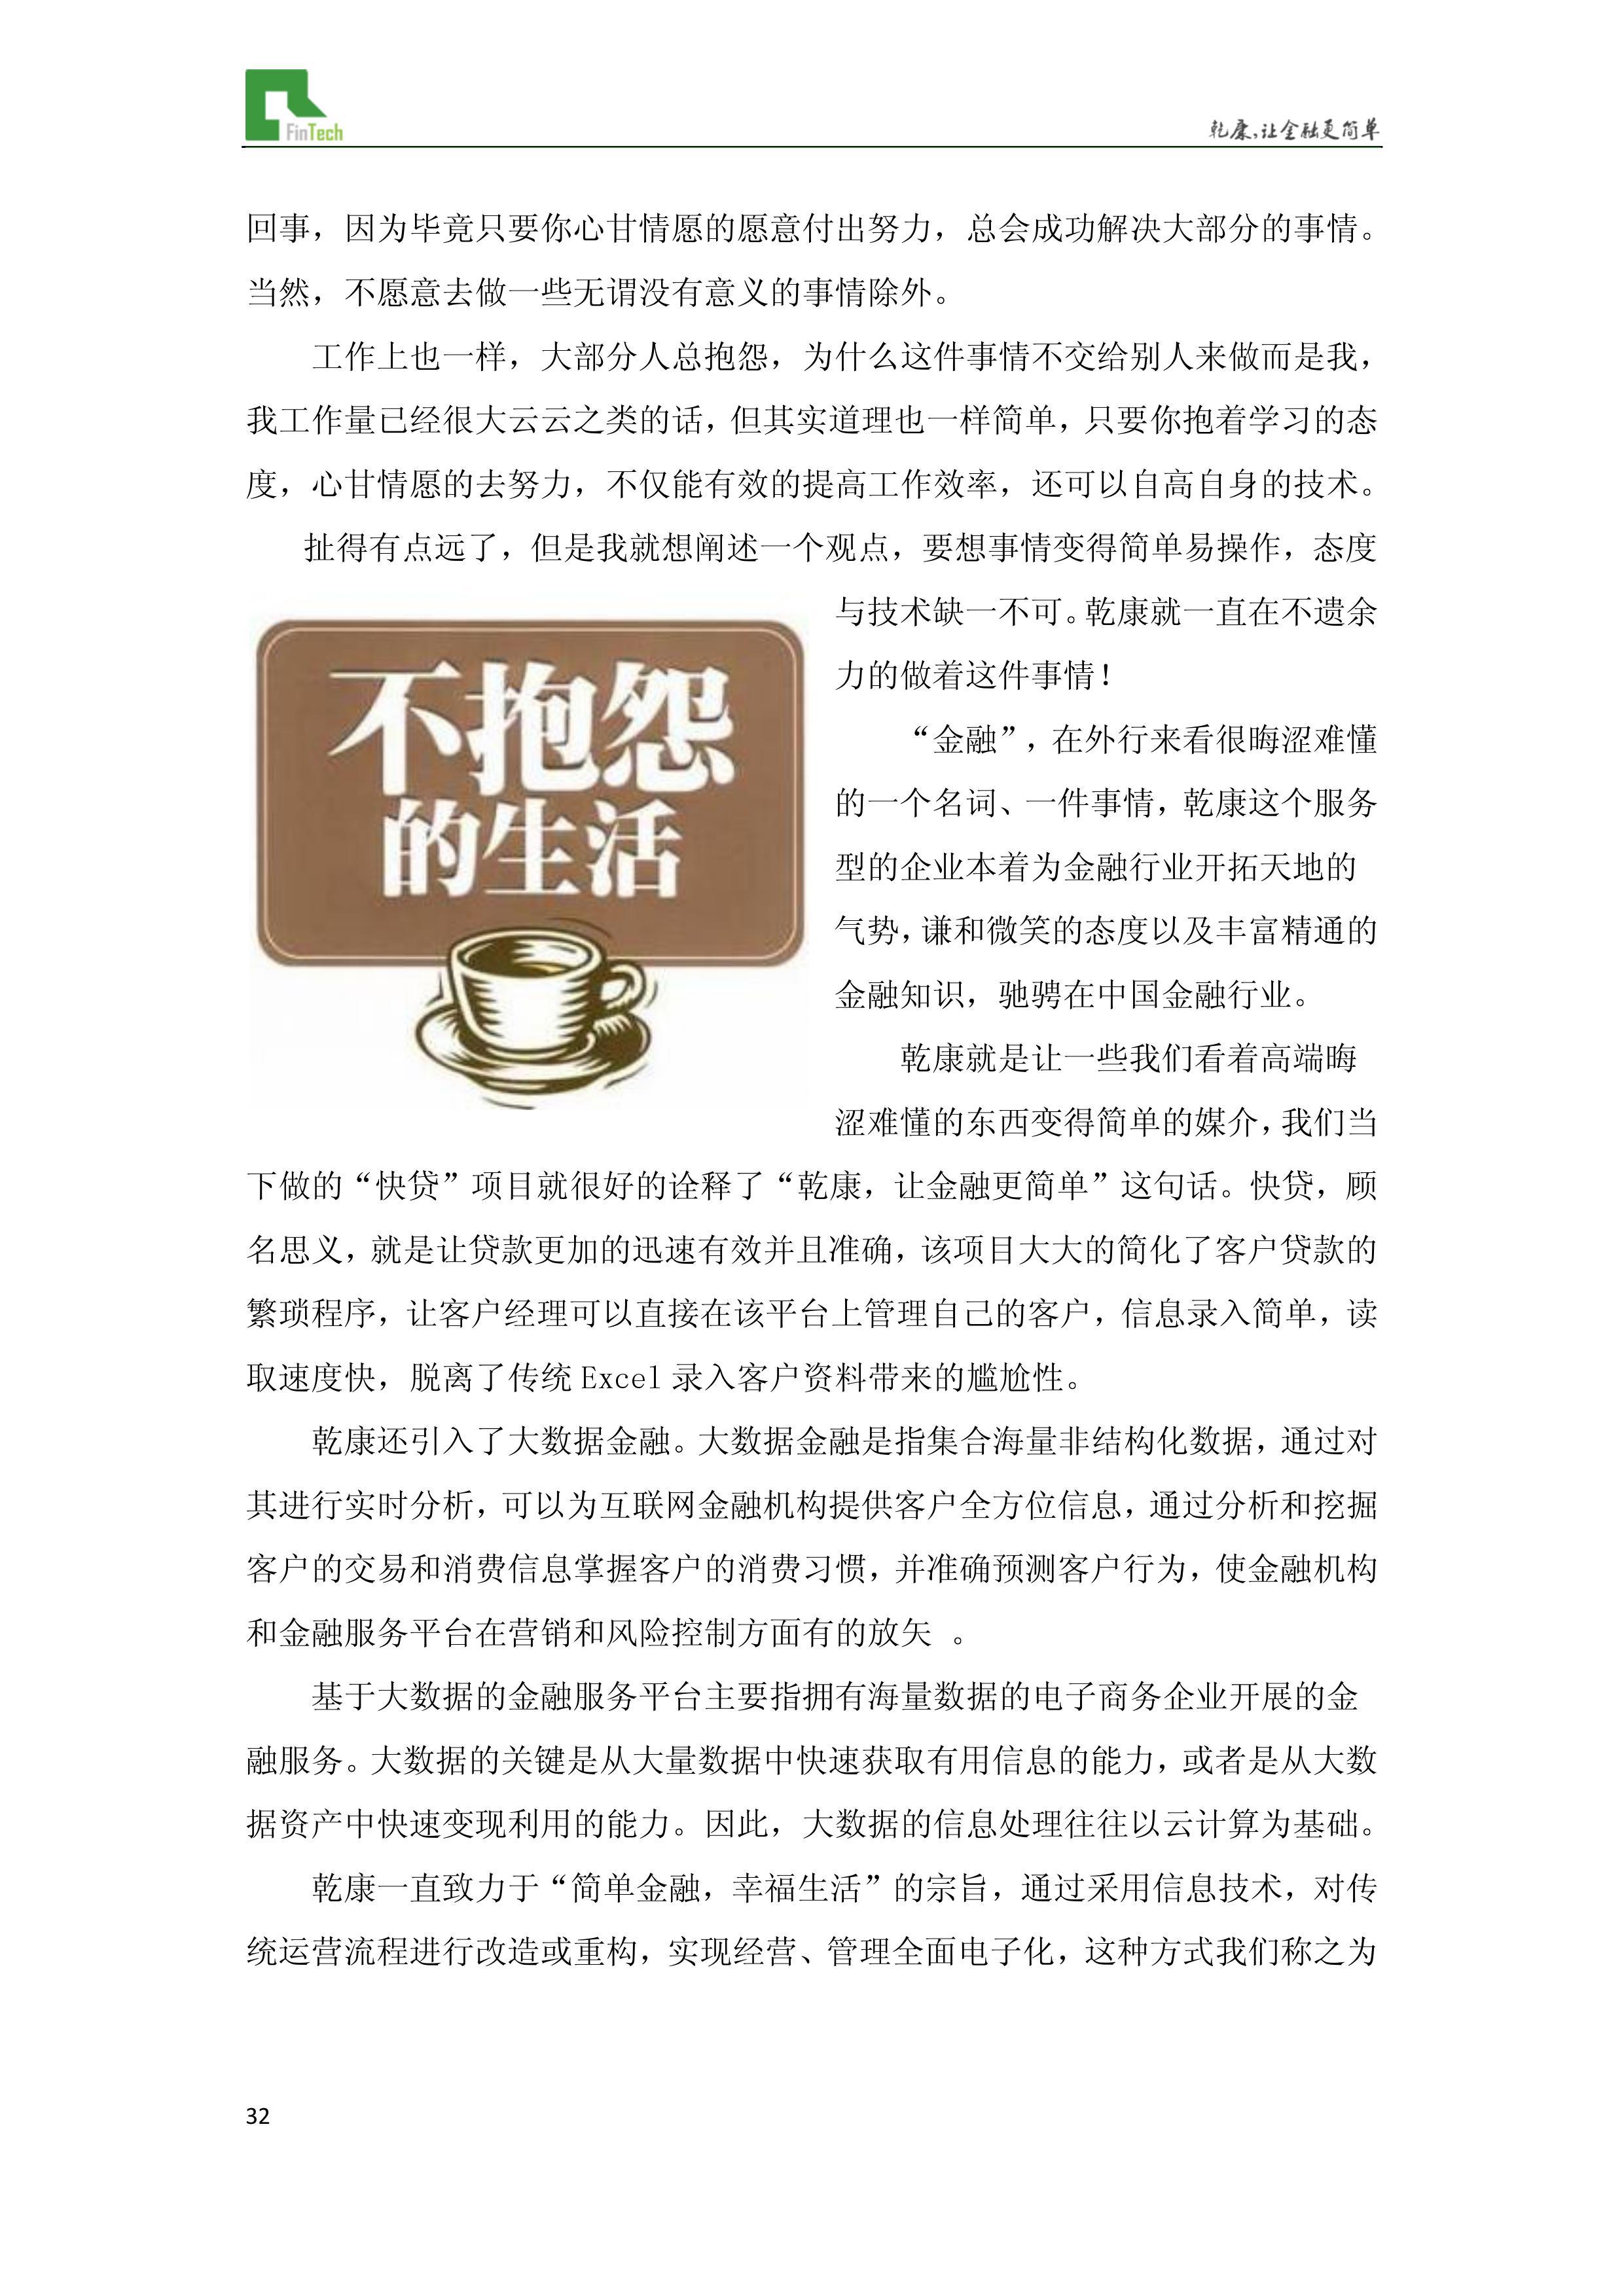 FinTech
乾康,让金融更简单
回事，因为毕竟只要你心甘情愿的愿意付出努力，总会成功解决大部分的事情。
当然，不愿意去做一些无谓没有意义的事情除外。
工作上也一样，大部分人总抱怨，为什么这件事情不交给别人来做而是我，
我工作量已经很大云云之类的话，但其实道理也一样简单，只要你抱着学习的态
度，心甘情愿的去努力，不仅能有效的提高工作效率，还可以自高自身的技术。
扯得有点远了，但是我就想阐述一个观点，要想事情变得简单易操作，态度
不抱怨
的生活
与技术缺一不可。乾康就一直在不遗余
力的做着这件事情！
“金融”，在外行来看很晦涩难懂
的一个名词、一件事情，乾康这个服务
型的企业本着为金融行业开拓天地的
气势，谦和微笑的态度以及丰富精通的
金融知识，驰骋在中国金融行业。
乾康就是让一些我们看着高端晦
涩难懂的东西变得简单的媒介，我们当
下做的“快贷”项目就很好的诠释了“乾康，让金融更简单”这句话。快贷，顾
名思义，就是让贷款更加的迅速有效并且准确，该项目大大的简化了客户贷款的
繁琐程序，让客户经理可以直接在该平台上管理自己的客户，信息录入简单，读
取速度快，脱离了传统 Excel 录入客户资料带来的尴尬性。
乾康还引入了大数据金融。大数据金融是指集合海量非结构化数据，通过对
其进行实时分析，可以为互联网金融机构提供客户全方位信息，通过分析和挖掘
客户的交易和消费信息掌握客户的消费习惯，并准确预测客户行为，使金融机构
和金融服务平台在营销和风险控制方面有的放矢 。
基于大数据的金融服务平台主要指拥有海量数据的电子商务企业开展的金
融服务。大数据的关键是从大量数据中快速获取有用信息的能力，或者是从大数
据资产中快速变现利用的能力。因此，大数据的信息处理往往以云计算为基础。
乾康一直致力于“简单金融，幸福生活”的宗旨，通过采用信息技术，对传
统运营流程进行改造或重构，实现经营、管理全面电子化，这种方式我们称之为
32